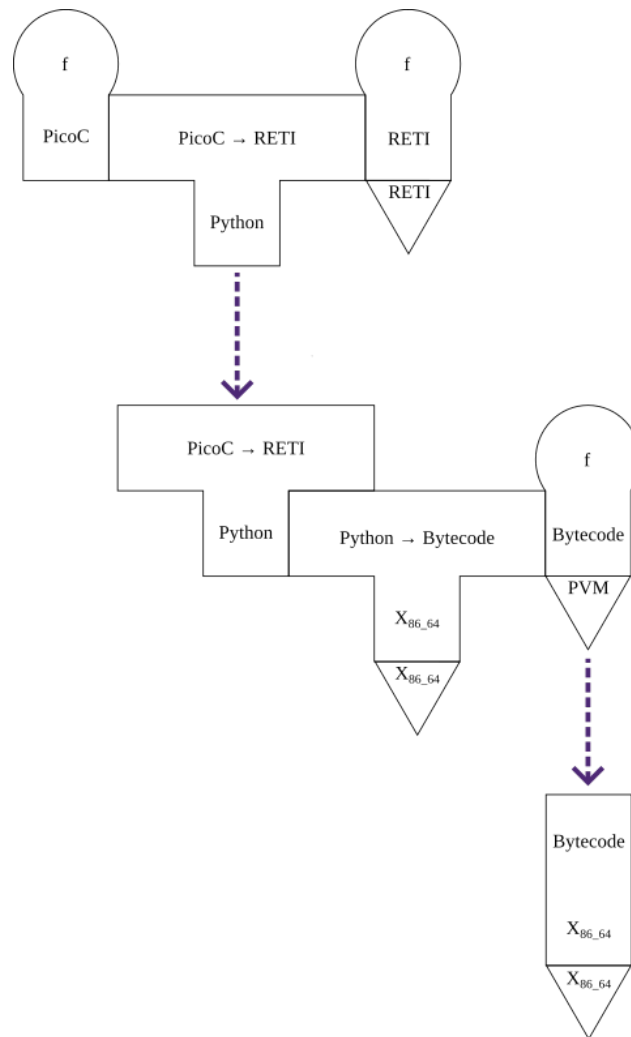 f
f
PicoC
PicoC → RETI
RETI
RETI
Python
PicoC → RETI
f
Python
Python → Bytecode
Bytecode
PVM
X86_64
X86_64
Bytecode
X86_64
X86_64